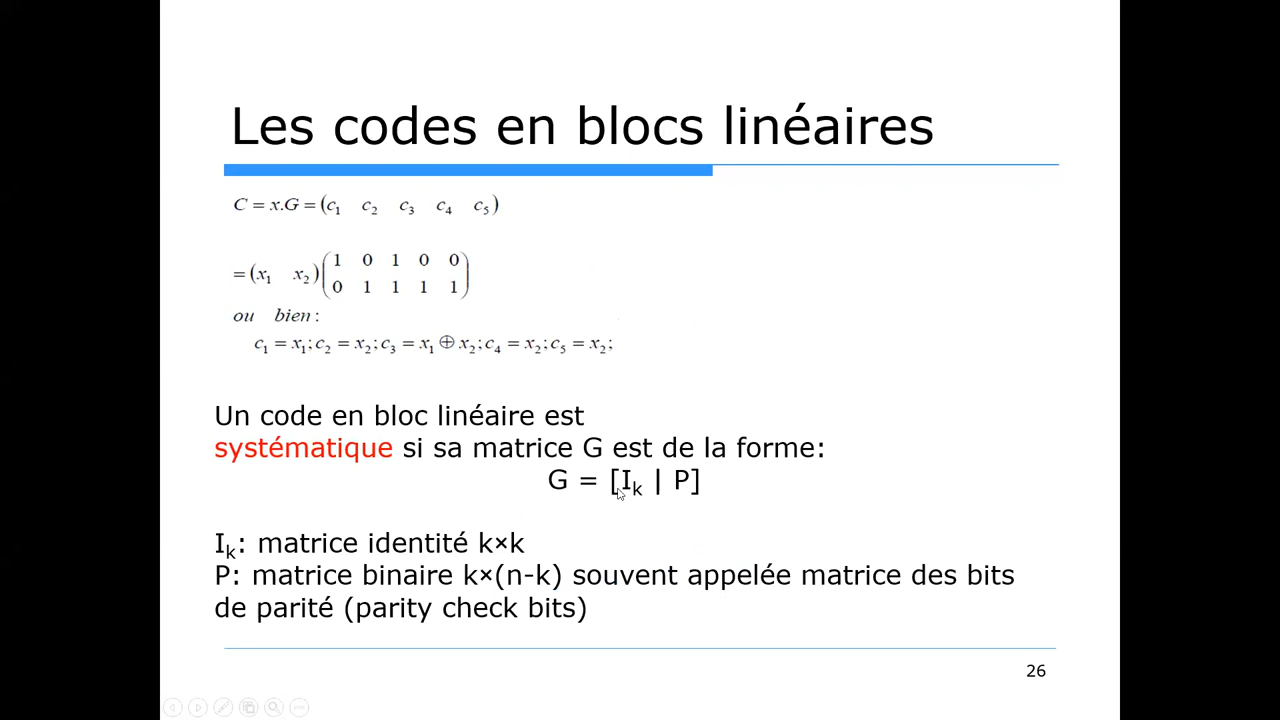 Les codes en blocs linéaires
C = x.G = (c₁ c₂ c₃ c₄ c₅)
= (x₁ x₂) (1 0 1 0 0
0 1 1 1 1)
ou bien :
c₁ = x₁; c₂ = x₂; c₃ = x₁ ⊕ x₂; c₄ = x₂; c₅ = x₂;
Un code en bloc linéaire est
systématique si sa matrice G est de la forme:
G = [Iₖ | P]
Iₖ: matrice identité k×k
P: matrice binaire k×(n-k) souvent appelée matrice des bits
de parité (parity check bits)
26